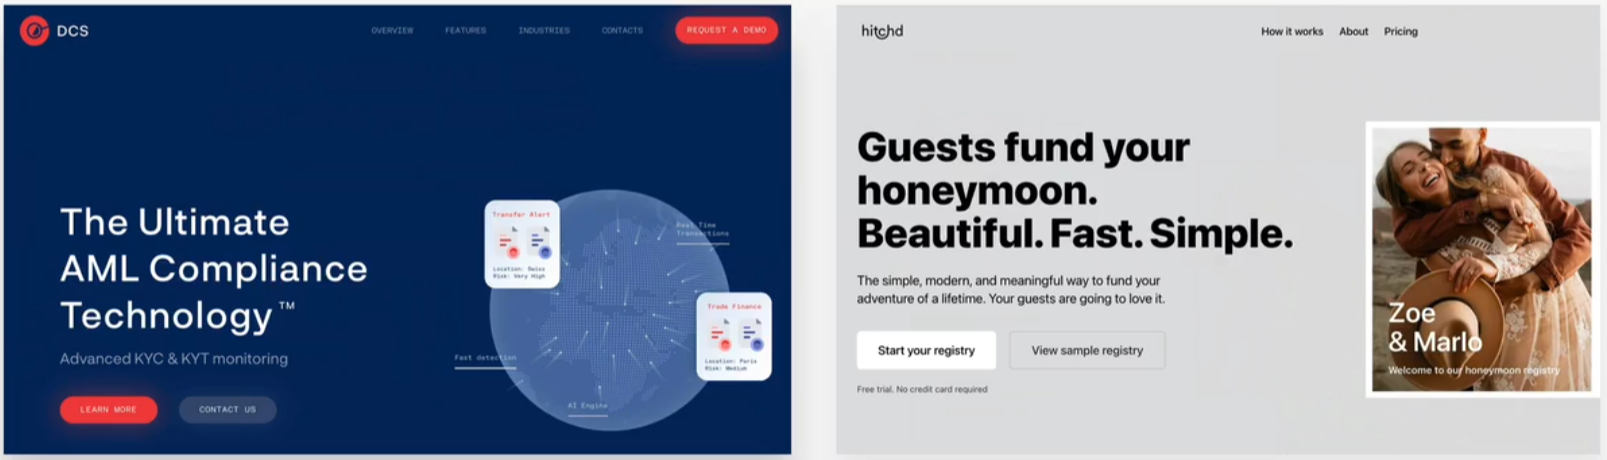 DCS
OVERVIEW
FEATURES
INDUSTRIES
CONTACTS
REQUEST A DEMO
The Ultimate
AML Compliance
Technology™
Advanced KYC & KYT monitoring
LEARN MORE
CONTACT US
Transfer Alert
Location: Swiss
Risk: Very High
Real Time
Transactions
Trade Finance
Location: Paris
Risk: Medium
Fast detection
AI Engine
hitchd
How it works
About
Pricing
Guests fund your
honeymoon.
Beautiful. Fast. Simple.
The simple, modern, and meaningful way to fund your
adventure of a lifetime. Your guests are going to love it.
Start your registry
View sample registry
Free trial. No credit card required
Zoe
& Marlo
Welcome to our honeymoon registry